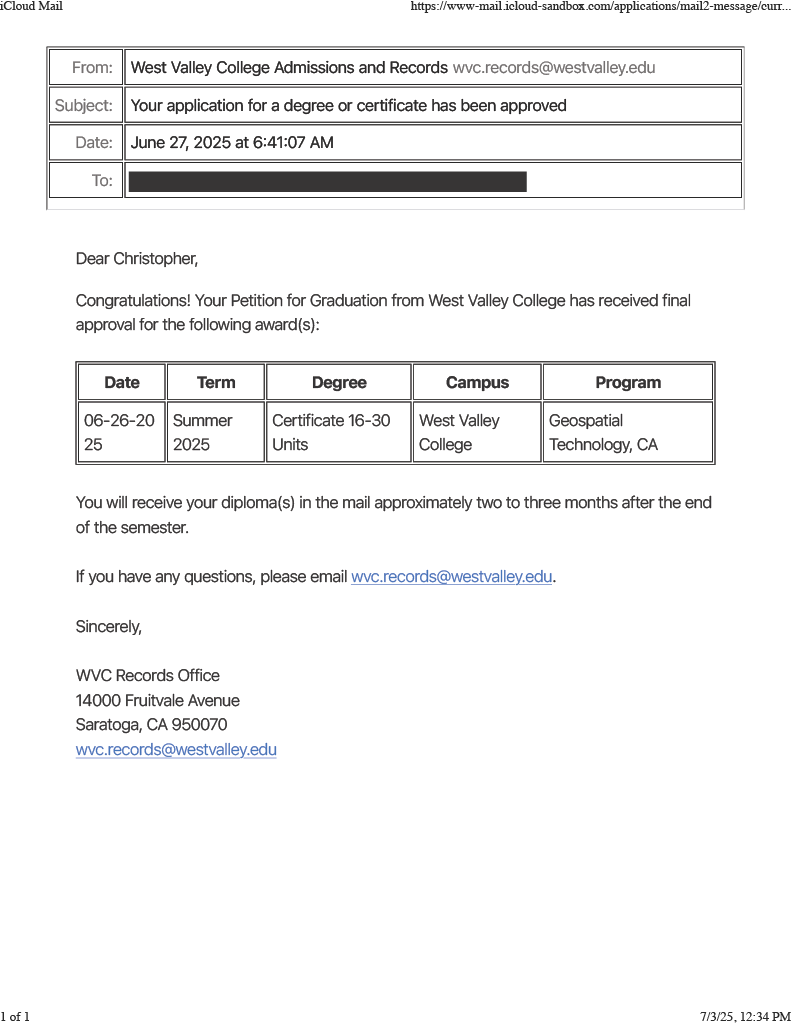 iCloud Mail https://www-mail.icloud-sandbox.com/applications/mail2-message/curr...
From: West Valley College Admissions and Records wvc.records@westvalley.edu
Subject: Your application for a degree or certificate has been approved
Date: June 27, 2025 at 6:41:07 AM
To:
Dear Christopher,
Congratulations! Your Petition for Graduation from West Valley College has received final
approval for the following award(s):
Date Term Degree Campus Program
06-26-20 Summer Certificate 16-30 West Valley Geospatial
25 2025 Units College Technology, CA
You will receive your diploma(s) in the mail approximately two to three months after the end
of the semester.
If you have any questions, please email wvc.records@westvalley.edu.
Sincerely,
WVC Records Office
14000 Fruitvale Avenue
Saratoga, CA 950070
wvc.records@westvalley.edu
1 of 1 7/3/25, 12:34 PM